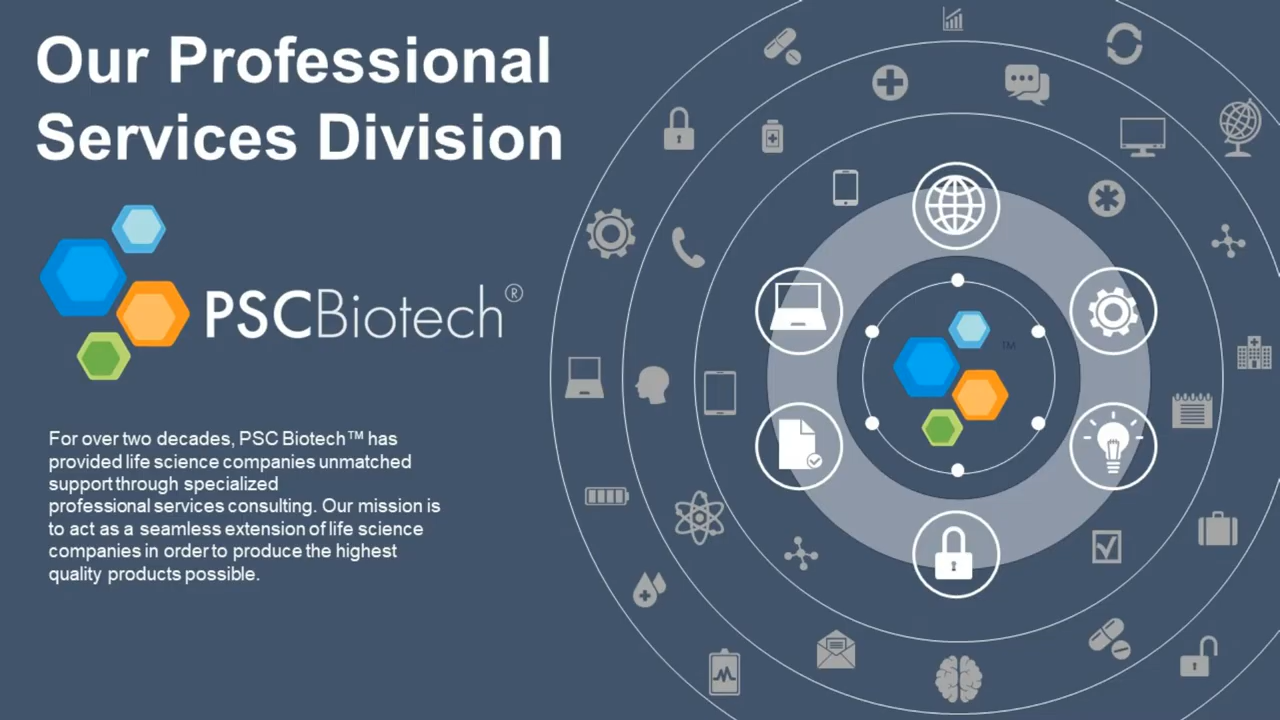 Our Professional
Services Division
PSCBiotech®
TM
For over two decades, PSC Biotech™ has
provided life science companies unmatched
support through specialized
professional services consulting. Our mission is
to act as a seamless extension of life science
companies in order to produce the highest
quality products possible.